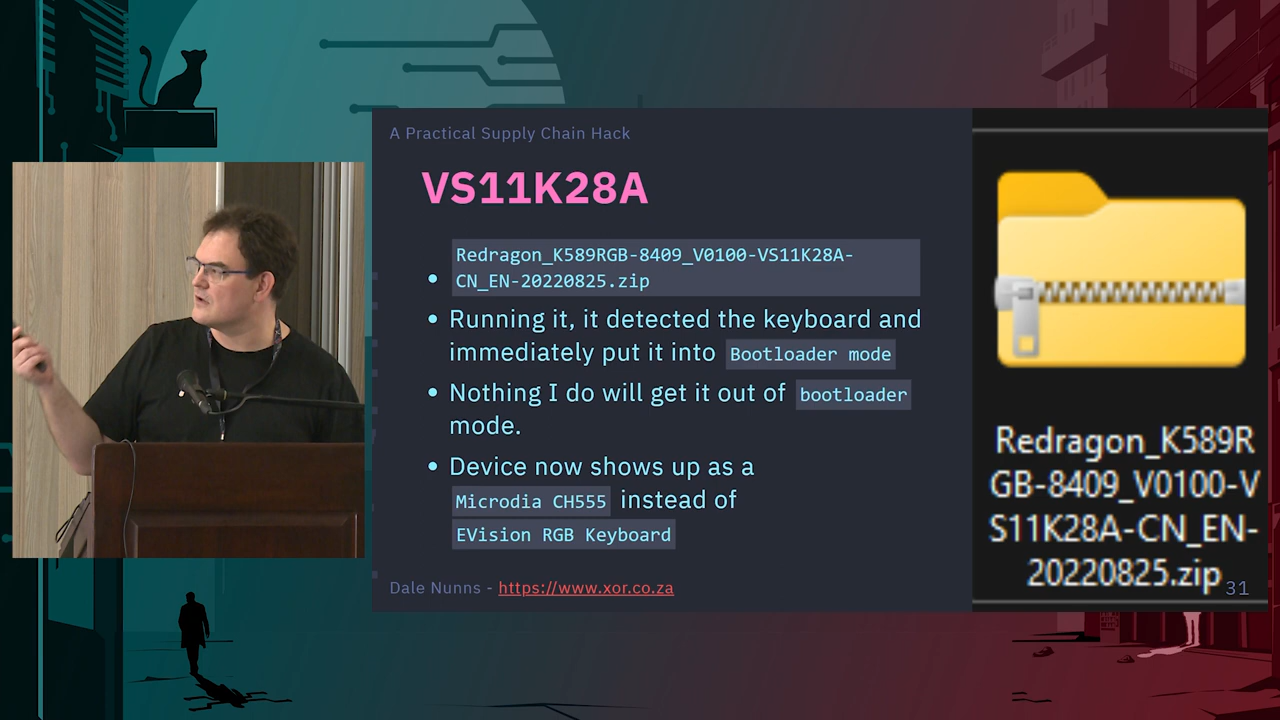 A Practical Supply Chain Hack
VS11K28A
Redragon_K589RGB-8409_V0100-VS11K28A-
CN_EN-20220825.zip
Running it, it detected the keyboard and
immediately put it into Bootloader mode
Nothing I do will get it out of bootloader
mode.
Device now shows up as a
Microdia CH555 instead of
EVision RGB Keyboard
Dale Nunns - https://www.xor.co.za
Redragon_K589R
GB-8409_V0100-V
S11K28A-CN_EN-
20220825.zip
31